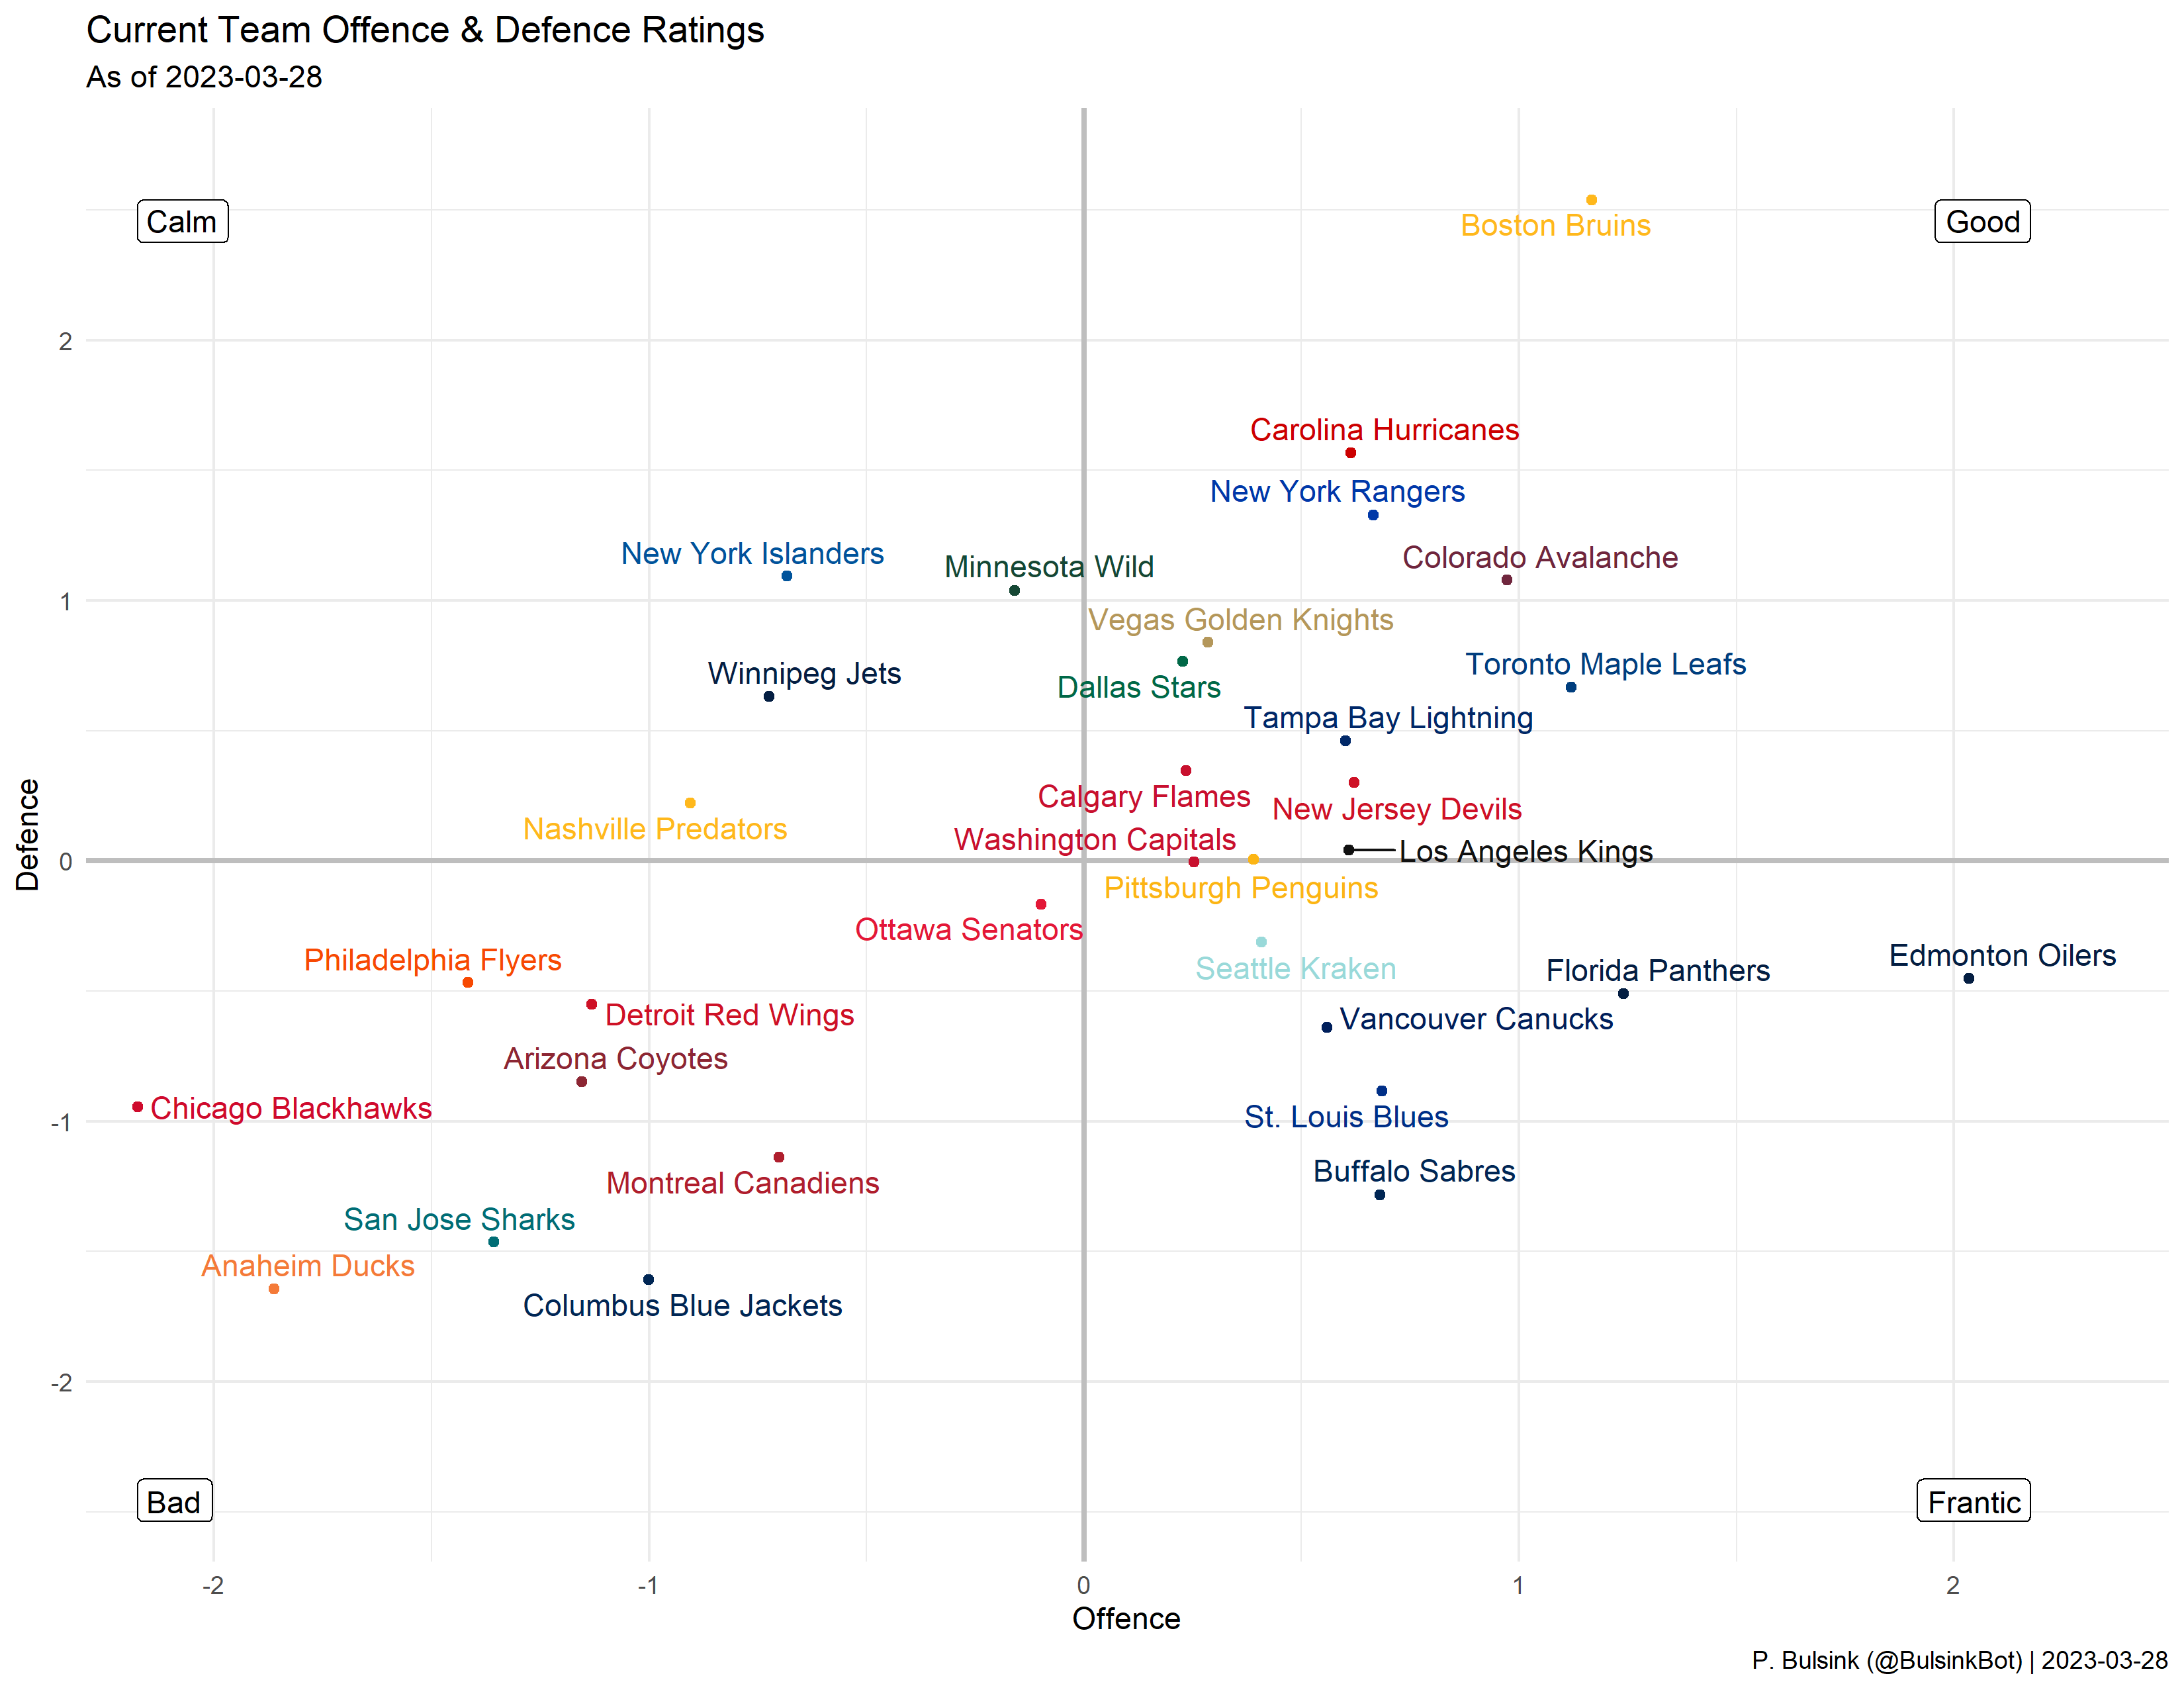 Current Team Offence & Defence Ratings
As of 2023-03-28
Calm
Good
Boston Bruins
2
Carolina Hurricanes
New York Rangers
New York Islanders
Minnesota Wild
Colorado Avalanche
1
Vegas Golden Knights
Winnipeg Jets
Toronto Maple Leafs
Dallas Stars
Tampa Bay Lightning
Calgary Flames
New Jersey Devils
Nashville Predators
Washington Capitals
Los Angeles Kings
0
Defence
Pittsburgh Penguins
Ottawa Senators
Philadelphia Flyers
Seattle Kraken
Florida Panthers
Edmonton Oilers
Detroit Red Wings
Vancouver Canucks
Arizona Coyotes
Chicago Blackhawks
St. Louis Blues
-1
Montreal Canadiens
Buffalo Sabres
San Jose Sharks
Anaheim Ducks
Columbus Blue Jackets
-2
Bad
Frantic
-2
-1
0
1
2
Offence
P. Bulsink (@BulsinkBot) | 2023-03-28